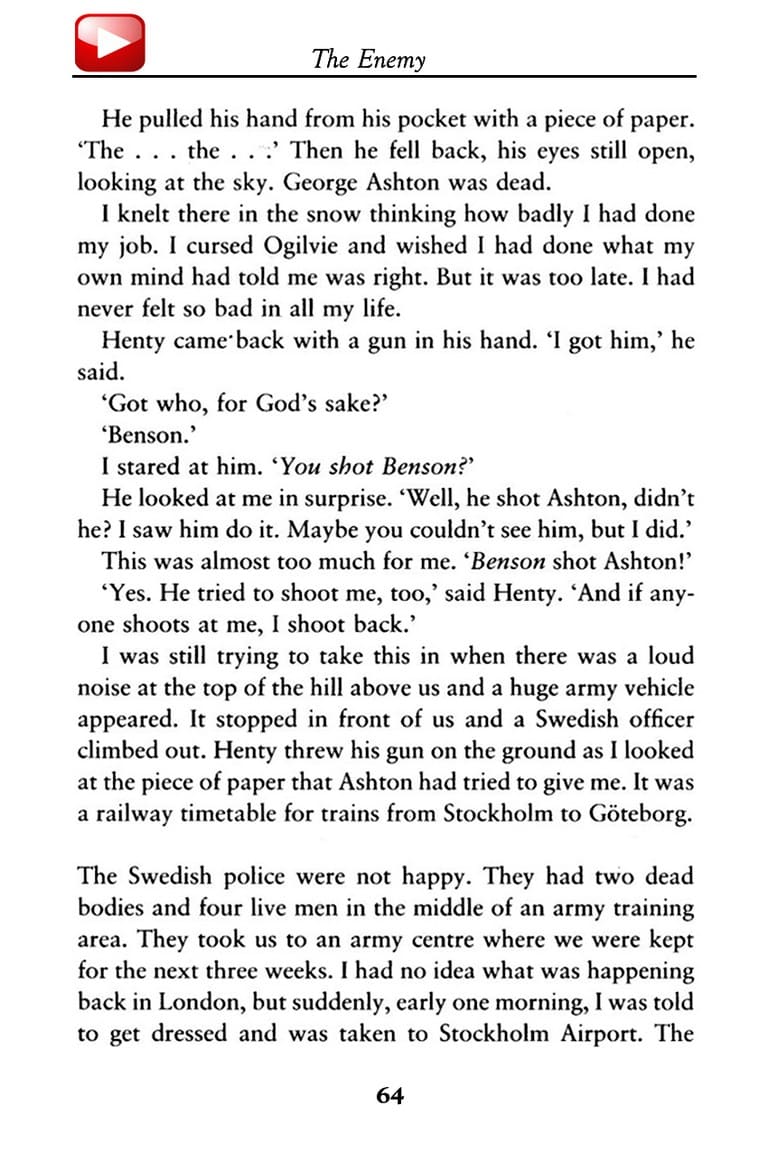 The Enemy
He pulled his hand from his pocket with a piece of paper.
‘The . . . the . . .’ Then he fell back, his eyes still open,
looking at the sky. George Ashton was dead.
I knelt there in the snow thinking how badly I had done
my job. I cursed Ogilvie and wished I had done what my
own mind had told me was right. But it was too late. I had
never felt so bad in all my life.
Henty came back with a gun in his hand. ‘I got him,’ he
said.
‘Got who, for God’s sake?’
‘Benson.’
I stared at him. ‘You shot Benson?’
He looked at me in surprise. ‘Well, he shot Ashton, didn’t
he? I saw him do it. Maybe you couldn’t see him, but I did.’
This was almost too much for me. ‘Benson shot Ashton!’
‘Yes. He tried to shoot me, too,’ said Henty. ‘And if any-
one shoots at me, I shoot back.’
I was still trying to take this in when there was a loud
noise at the top of the hill above us and a huge army vehicle
appeared. It stopped in front of us and a Swedish officer
climbed out. Henty threw his gun on the ground as I looked
at the piece of paper that Ashton had tried to give me. It was
a railway timetable for trains from Stockholm to Göteborg.
The Swedish police were not happy. They had two dead
bodies and four live men in the middle of an army training
area. They took us to an army centre where we were kept
for the next three weeks. I had no idea what was happening
back in London, but suddenly, early one morning, I was told
to get dressed and was taken to Stockholm Airport. The
64